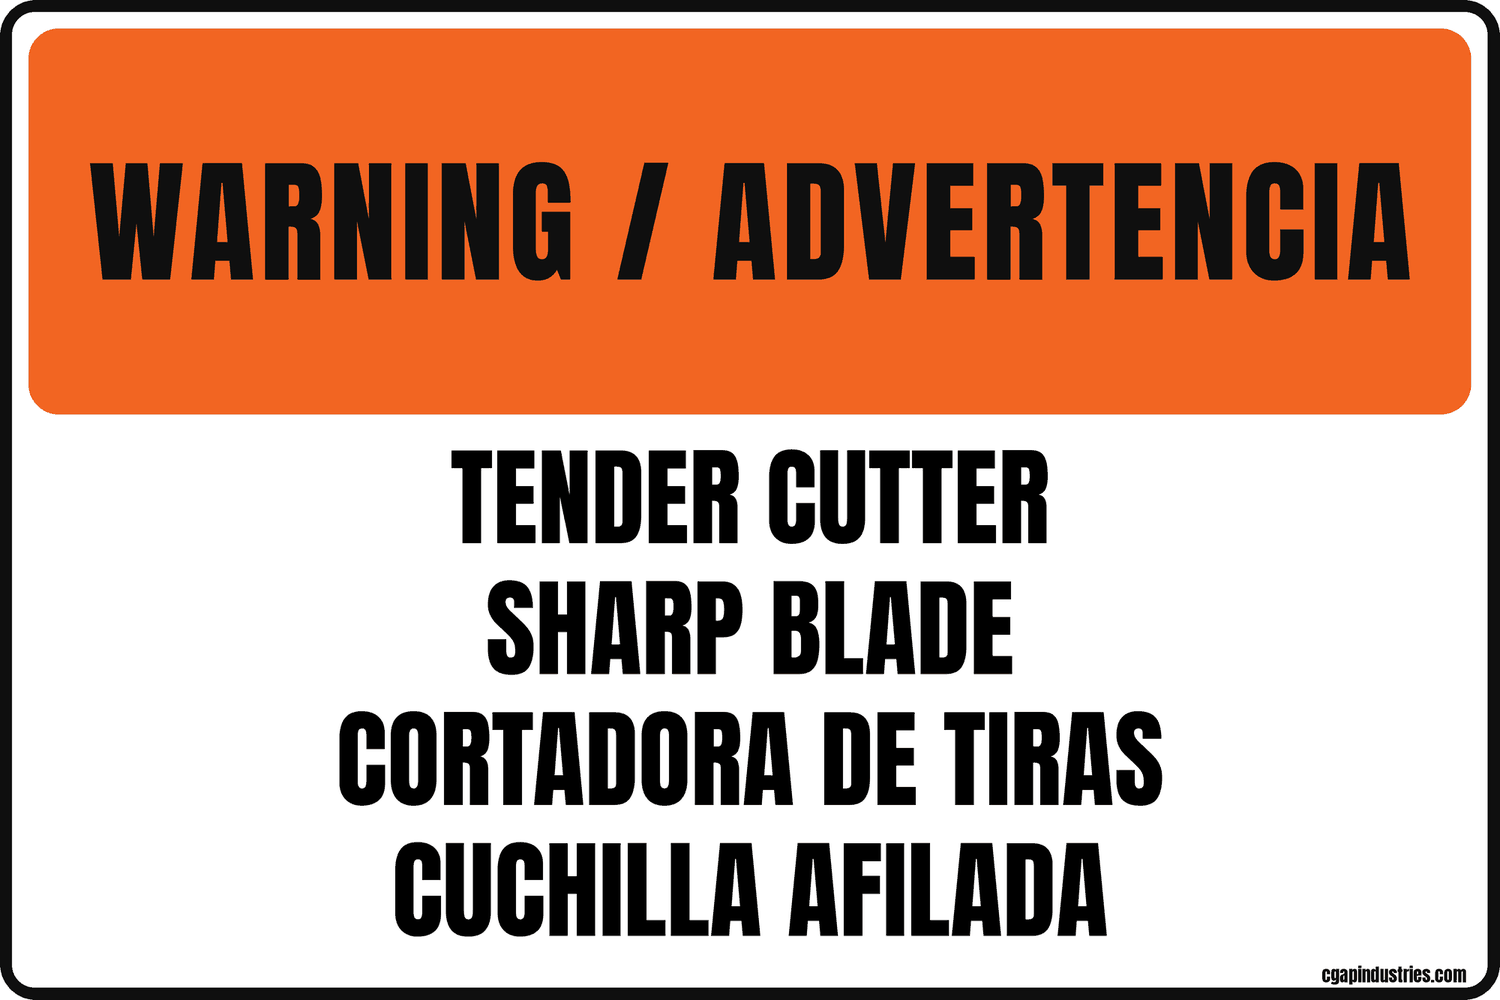 WARNING / ADVERTENCIA
TENDER CUTTER
SHARP BLADE
CORTADORA DE TIRAS
CUCHILLA AFILADA
cgapindustries.com